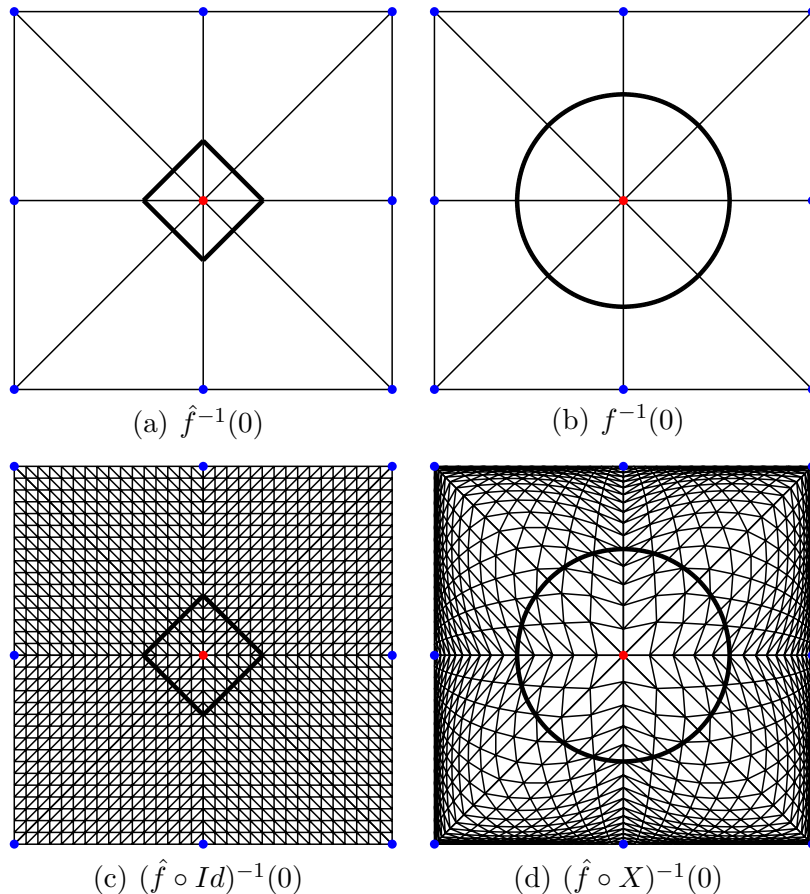 (a) $\hat{f}^{-1}(0)$
(b) $f^{-1}(0)$
(c) $(\hat{f} \circ Id)^{-1}(0)$
(d) $(\hat{f} \circ X)^{-1}(0)$